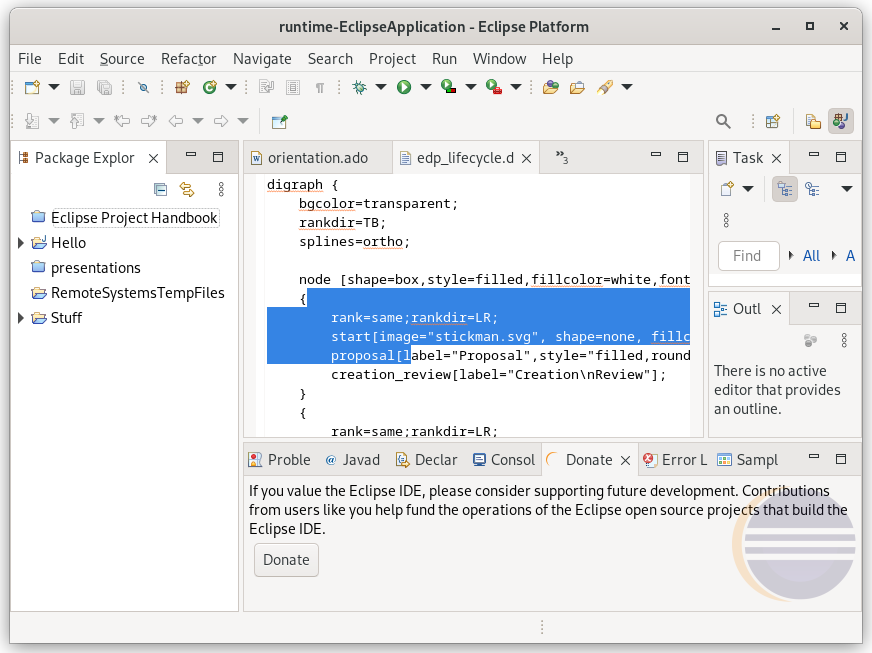 runtime-EclipseApplication - Eclipse Platform
File Edit Source Refactor Navigate Search Project Run Window Help
Package Explor
Eclipse Project Handbook
Hello
presentations
RemoteSystemsTempFiles
Stuff
orientation.ado edp_lifecycle.d »3
digraph {
bgcolor=transparent;
rankdir=TB;
splines=ortho;
node [shape=box,style=filled,fillcolor=white,font
{
rank=same;rankdir=LR;
start[image="stickman.svg", shape=none, fillc
proposal[label="Proposal",style="filled,round
creation_review[label="Creation\nReview"];
}
{
rank=same;rankdir=LR;
Task
Find All A
Outl
There is no active
editor that provides
an outline.
Proble @ Javad Declar Consol Donate Error L Sampl
If you value the Eclipse IDE, please consider supporting future development. Contributions
from users like you help fund the operations of the Eclipse open source projects that build the
Eclipse IDE.
Donate